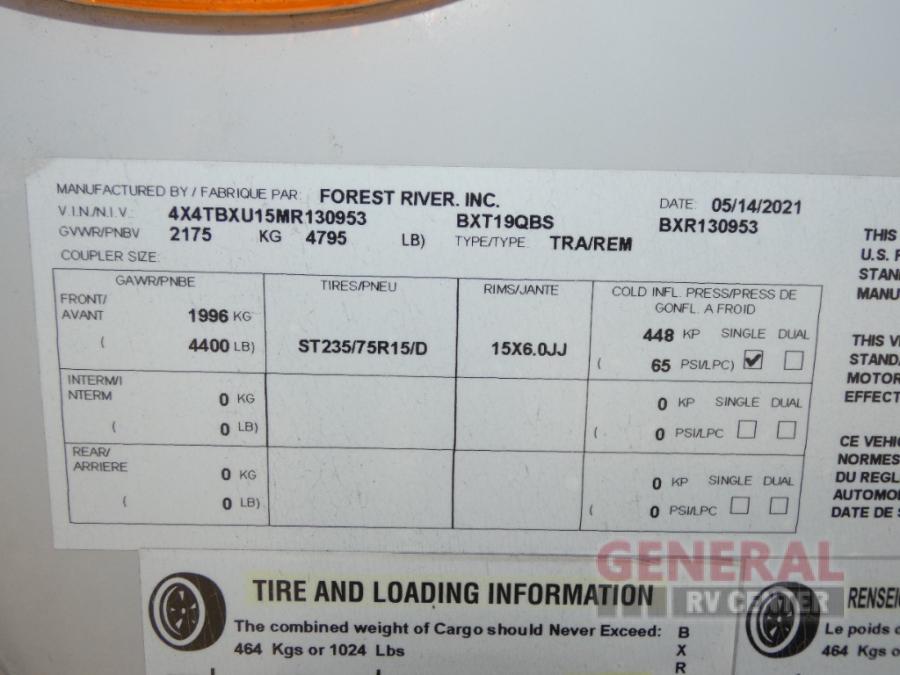 MANUFACTURED BY / FABRIQUE PAR: FOREST RIVER. INC. DATE: 05/14/2021
V.I.N./N.I.V.: 4X4TBXU15MR130953 BXT19QBS BXR130953
GVWR/PNBV 2175 KG 4795 LB) TYPE/TYPE: TRA/REM
COUPLER SIZE:
GAWR/PNBE TIRES/PNEU RIMS/JANTE COLD INFL. PRESS/PRESS DE
GONFL. A FROID
FRONT/
AVANT 1996 KG 448 KP SINGLE DUAL
( 4400 LB) ST235/75R15/D 15X6.0JJ ( 65 PSI/LPC)
INTERM/I
NTERM 0 KG 0 KP SINGLE DUAL
( 0 LB) ( 0 PSI/LPC
REAR/
ARRIERE 0 KG 0 KP SINGLE DUAL
( 0 LB) ( 0 PSI/LPC
THIS
U.S. F
STAN
MANU
THIS V
STANDA
MOTOR
EFFECT
CE VEHI
NORMES
DU REGL
AUTOMO
DATE DE S
GENERAL
RV CENTER
TIRE AND LOADING INFORMATION
The combined weight of Cargo should Never Exceed:
464 Kgs or 1024 Lbs
B
X
R
RENSEI
Le poids
464 Kgs o